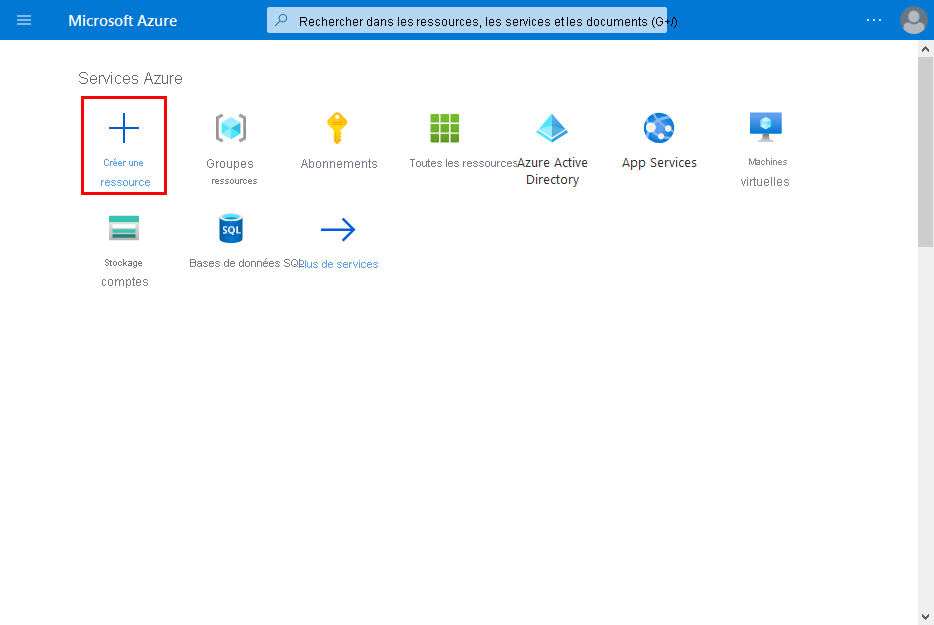 Microsoft Azure
Rechercher dans les ressources, les services et les documents (G+/)
Services Azure
Créer une
ressource
Groupes
ressources
Abonnements
Toutes les ressources
Azure Active
Directory
App Services
Machines
virtuelles
Stockage
comptes
SQL
Bases de données SQL
Plus de services